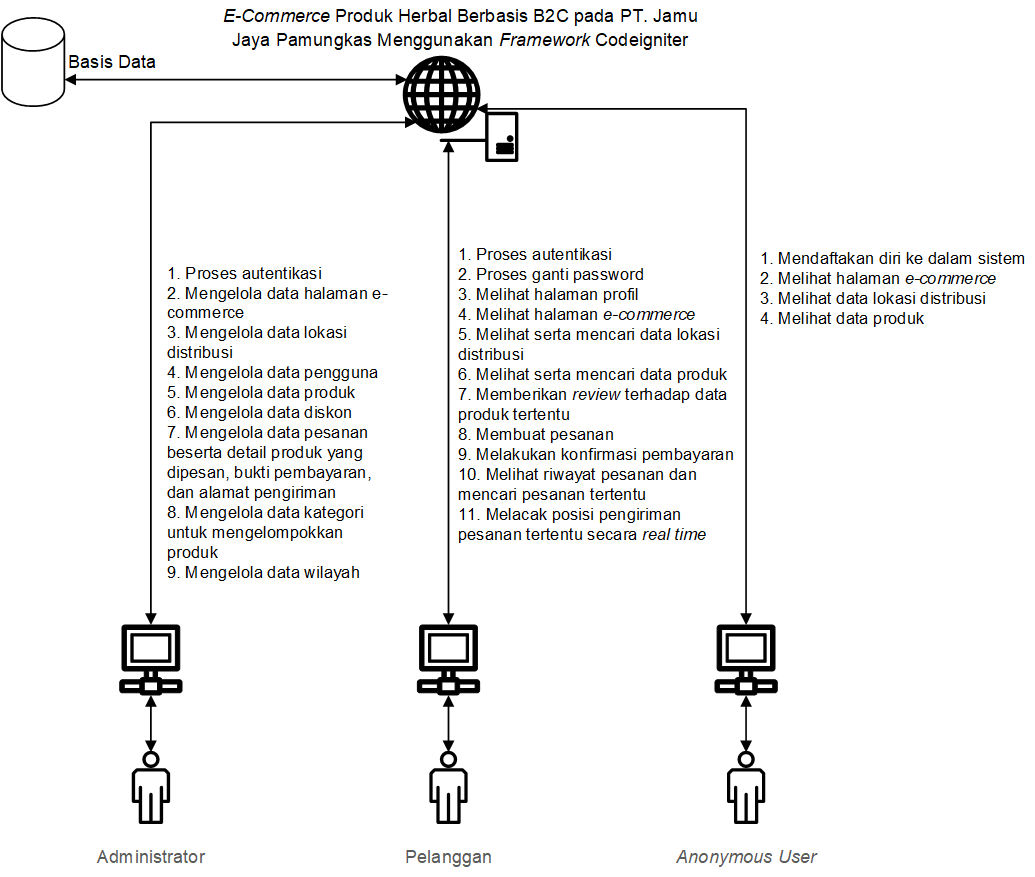 E-Commerce Produk Herbal Berbasis B2C pada PT. Jamu
Jaya Pamungkas Menggunakan Framework Codeigniter
Basis Data
1. Proses autentikasi
2. Mengelola data halaman e-
commerce
3. Mengelola data lokasi
distribusi
4. Mengelola data pengguna
5. Mengelola data produk
6. Mengelola data diskon
7. Mengelola data pesanan
beserta detail produk yang
dipesan, bukti pembayaran,
dan alamat pengiriman
8. Mengelola data kategori
untuk mengelompokkan
produk
9. Mengelola data wilayah
1. Proses autentikasi
2. Proses ganti password
3. Melihat halaman profil
4. Melihat halaman e-commerce
5. Melihat serta mencari data lokasi
distribusi
6. Melihat serta mencari data produk
7. Memberikan review terhadap data
produk tertentu
8. Membuat pesanan
9. Melakukan konfirmasi pembayaran
10. Melihat riwayat pesanan dan
mencari pesanan tertentu
11. Melacak posisi pengiriman
pesanan tertentu secara real time
1. Mendaftakan diri ke dalam sistem
2. Melihat halaman e-commerce
3. Melihat data lokasi distribusi
4. Melihat data produk
Administrator
Pelanggan
Anonymous User